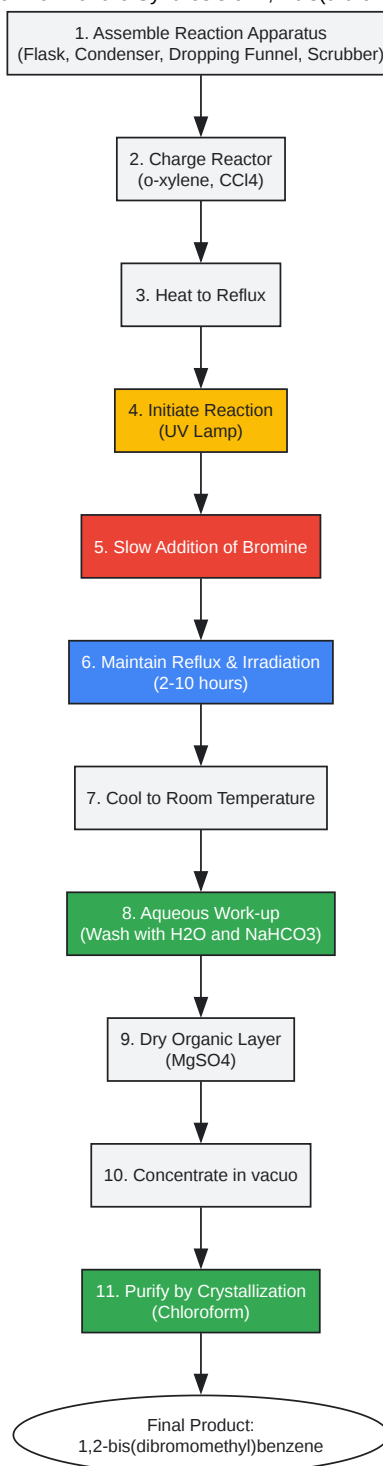 1. Assemble Reaction Apparatus
(Flask, Condenser, Dropping Funnel, Scrubber)
2. Charge Reactor
(o-xylene, CCl4)
3. Heat to Reflux
4. Initiate Reaction
(UV Lamp)
5. Slow Addition of Bromine
6. Maintain Reflux & Irradiation
(2-10 hours)
7. Cool to Room Temperature
8. Aqueous Work-up
(Wash with H2O and NaHCO3)
9. Dry Organic Layer
(MgSO4)
10. Concentrate in vacuo
11. Purify by Crystallization
(Chloroform)
Final Product:
1,2-bis(dibromomethyl)benzene